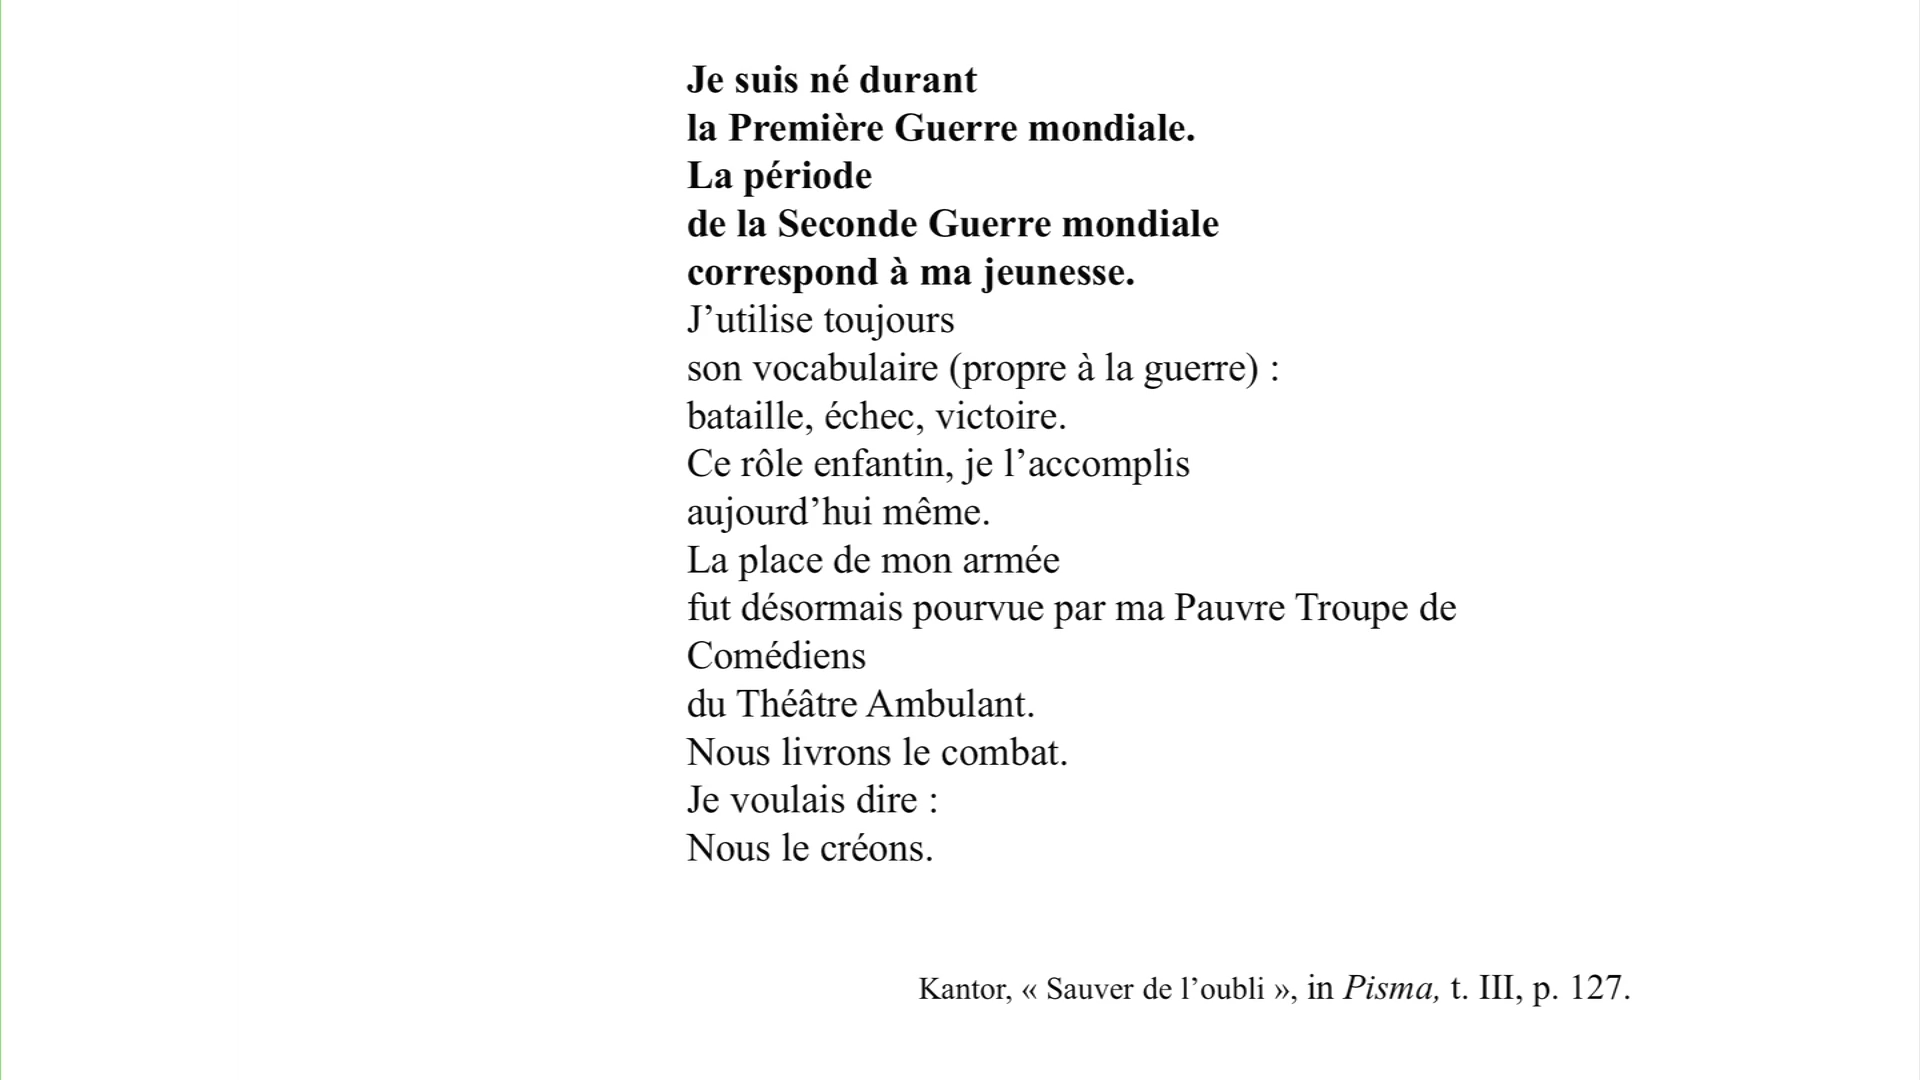 Je suis né durant
la Première Guerre mondiale.
La période
de la Seconde Guerre mondiale
correspond à ma jeunesse.
J’utilise toujours
son vocabulaire (propre à la guerre) :
bataille, échec, victoire.
Ce rôle enfantin, je l’accomplis
aujourd’hui même.
La place de mon armée
fut désormais pourvue par ma Pauvre Troupe de
Comédiens
du Théâtre Ambulant.
Nous livrons le combat.
Je voulais dire :
Nous le créons.
Kantor, « Sauver de l’oubli », in Pisma, t. III, p. 127.